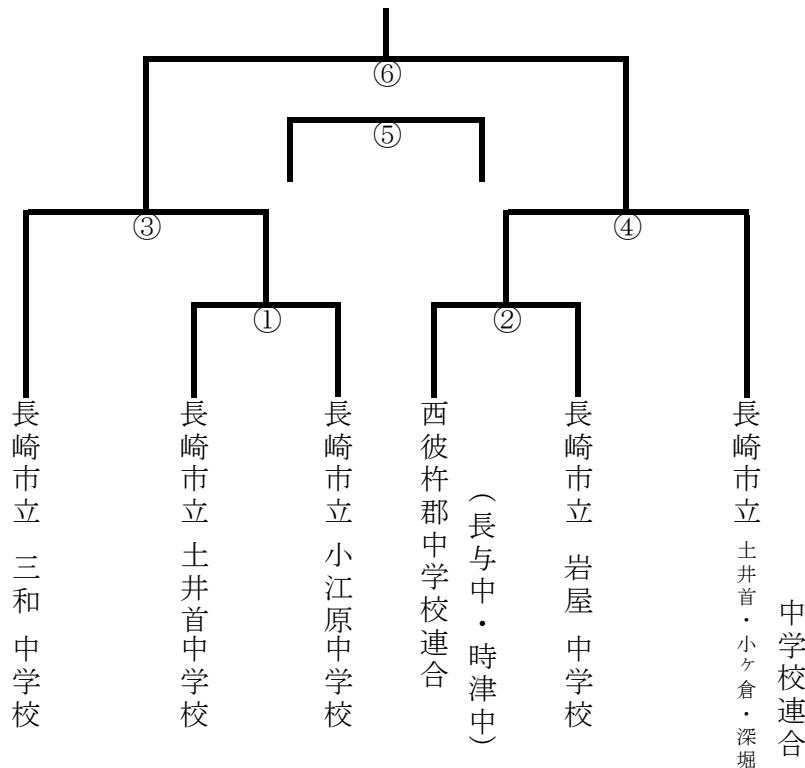 ⑥
⑤
③
④
①
②
長崎市立 三和 中学校
長崎市立 土井首中学校
長崎市立 小江原中学校
西彼杵郡中学校連合
（長与中・時津中）
長崎市立 岩屋 中学校
長崎市立 土井首・小ヶ倉・深堀
中学校連合